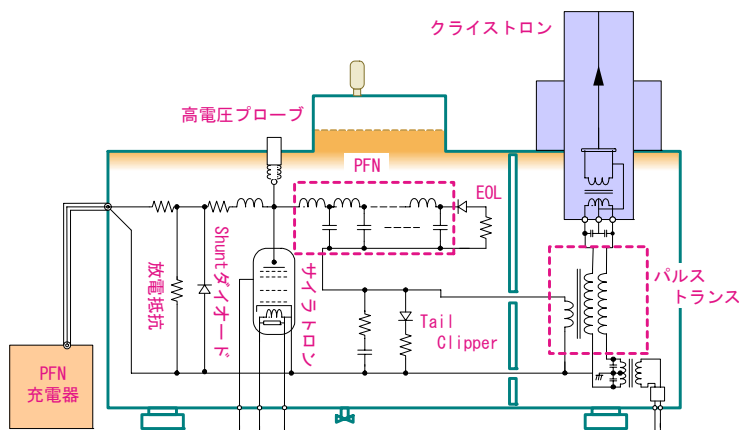 クライストロン
高電圧プローブ
PFN
EOL
放電抵抗
Shuntダイオード
サイラトロン
Tail
Clipper
パルス
トランス
PFN
充電器